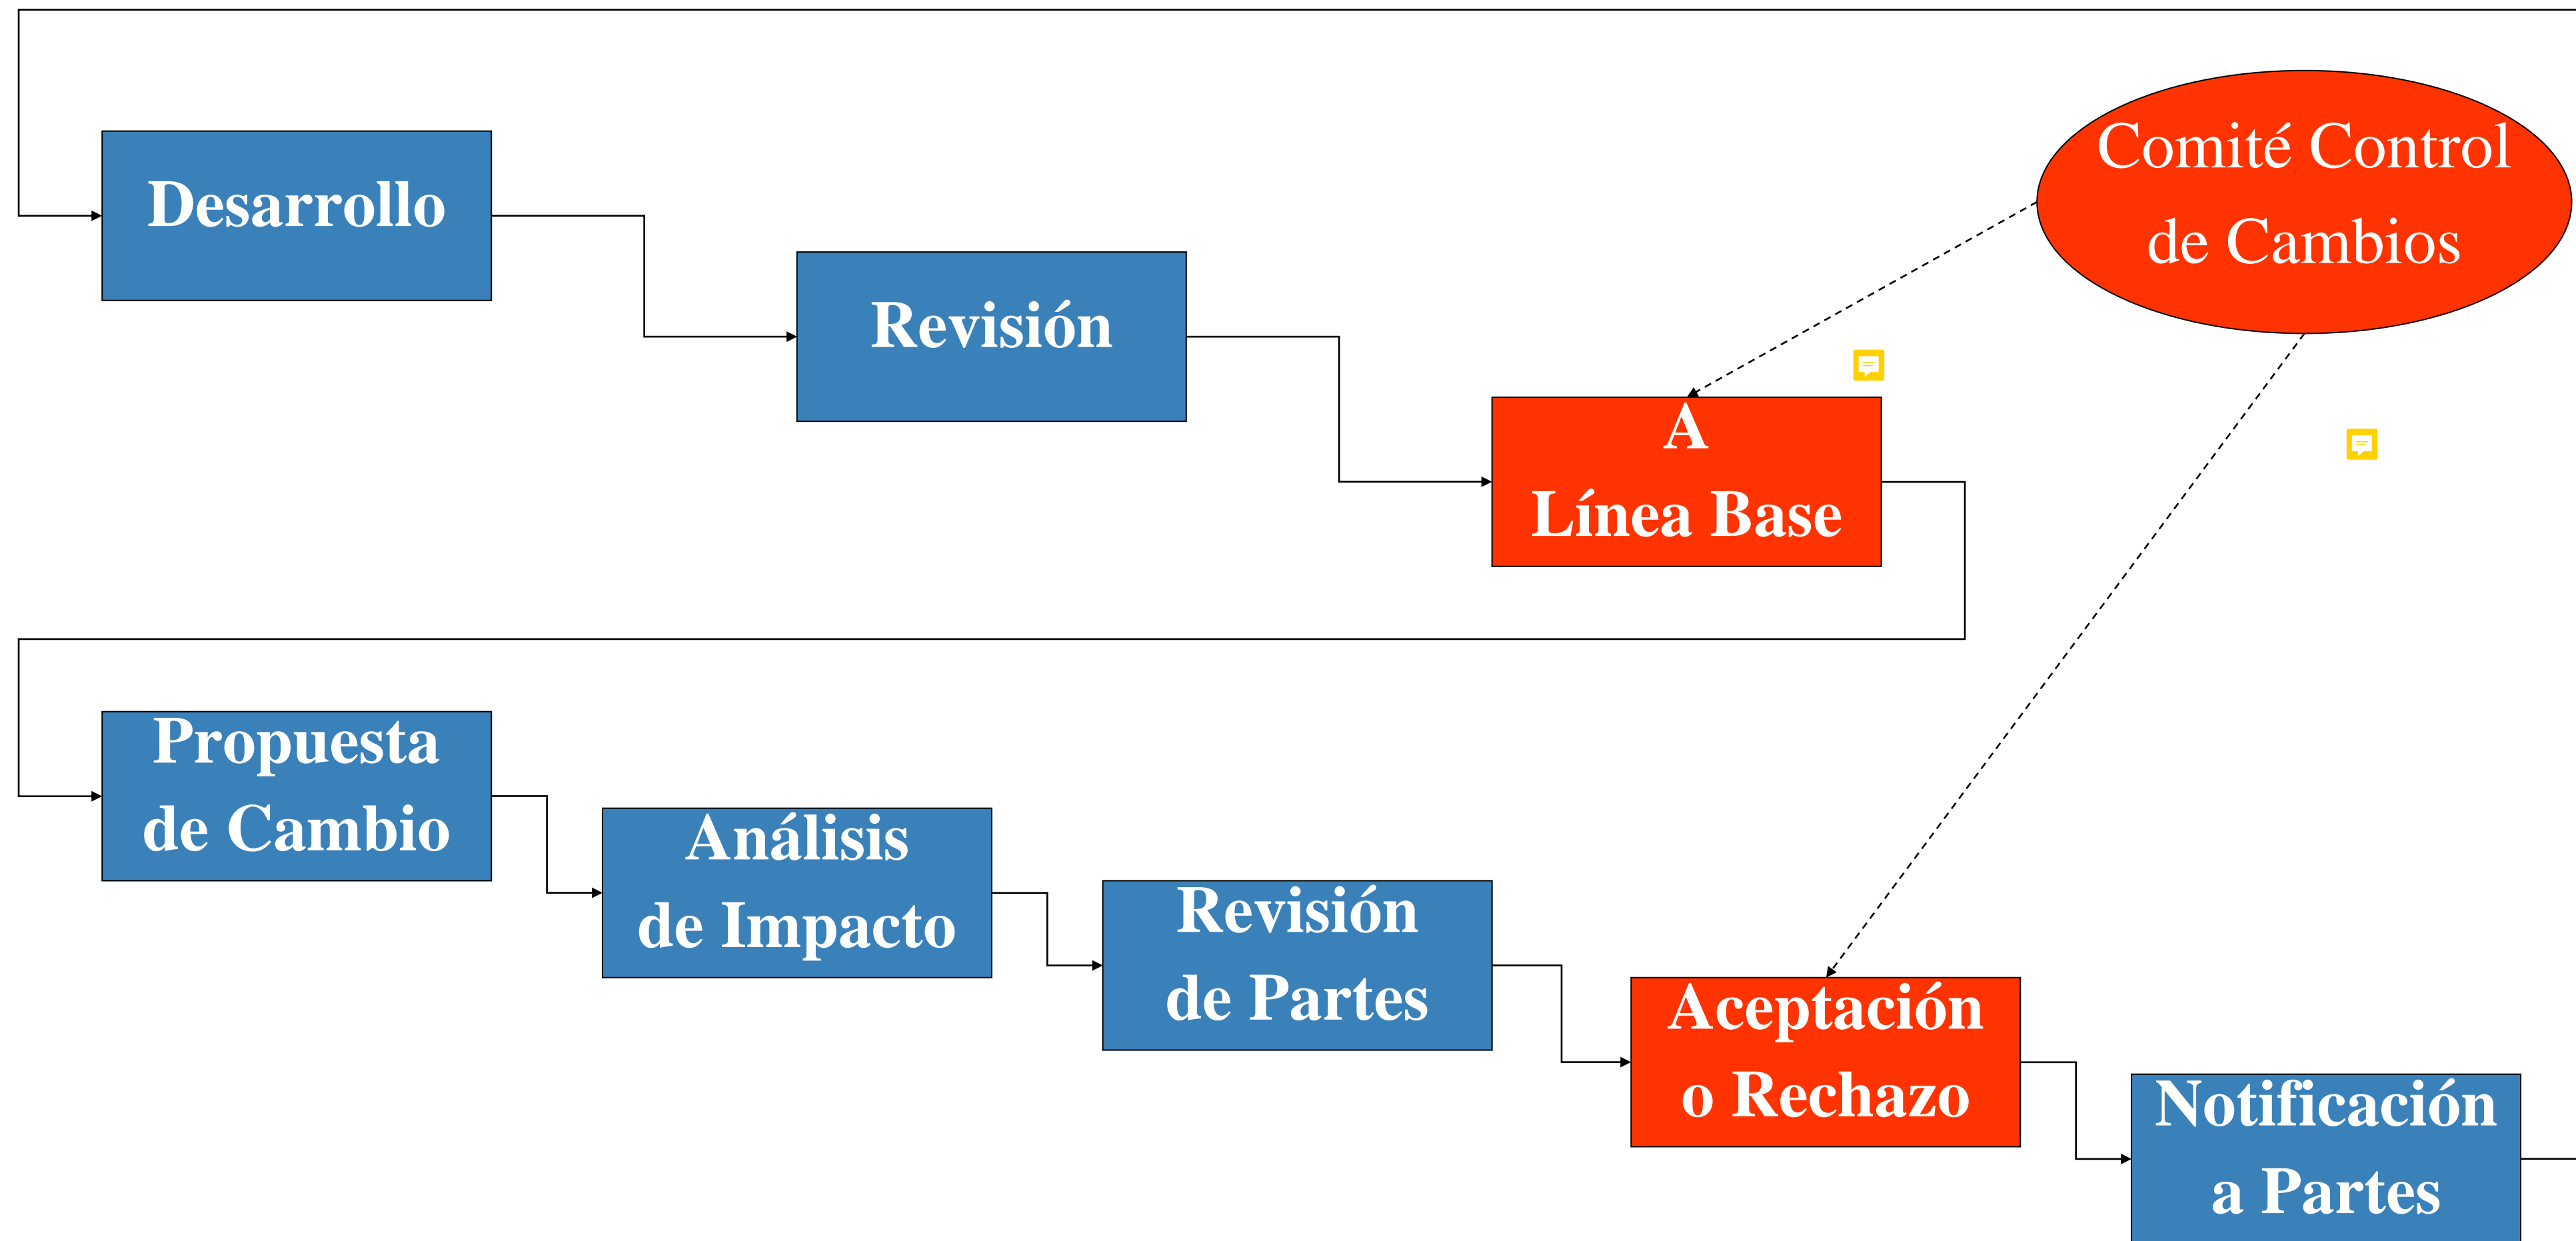 Comité Control
de Cambios
Desarrollo
Revisión
A
Línea Base
Propuesta
de Cambio
Análisis
de Impacto
Revisión
de Partes
Aceptación
o Rechazo
Notificación
a Partes